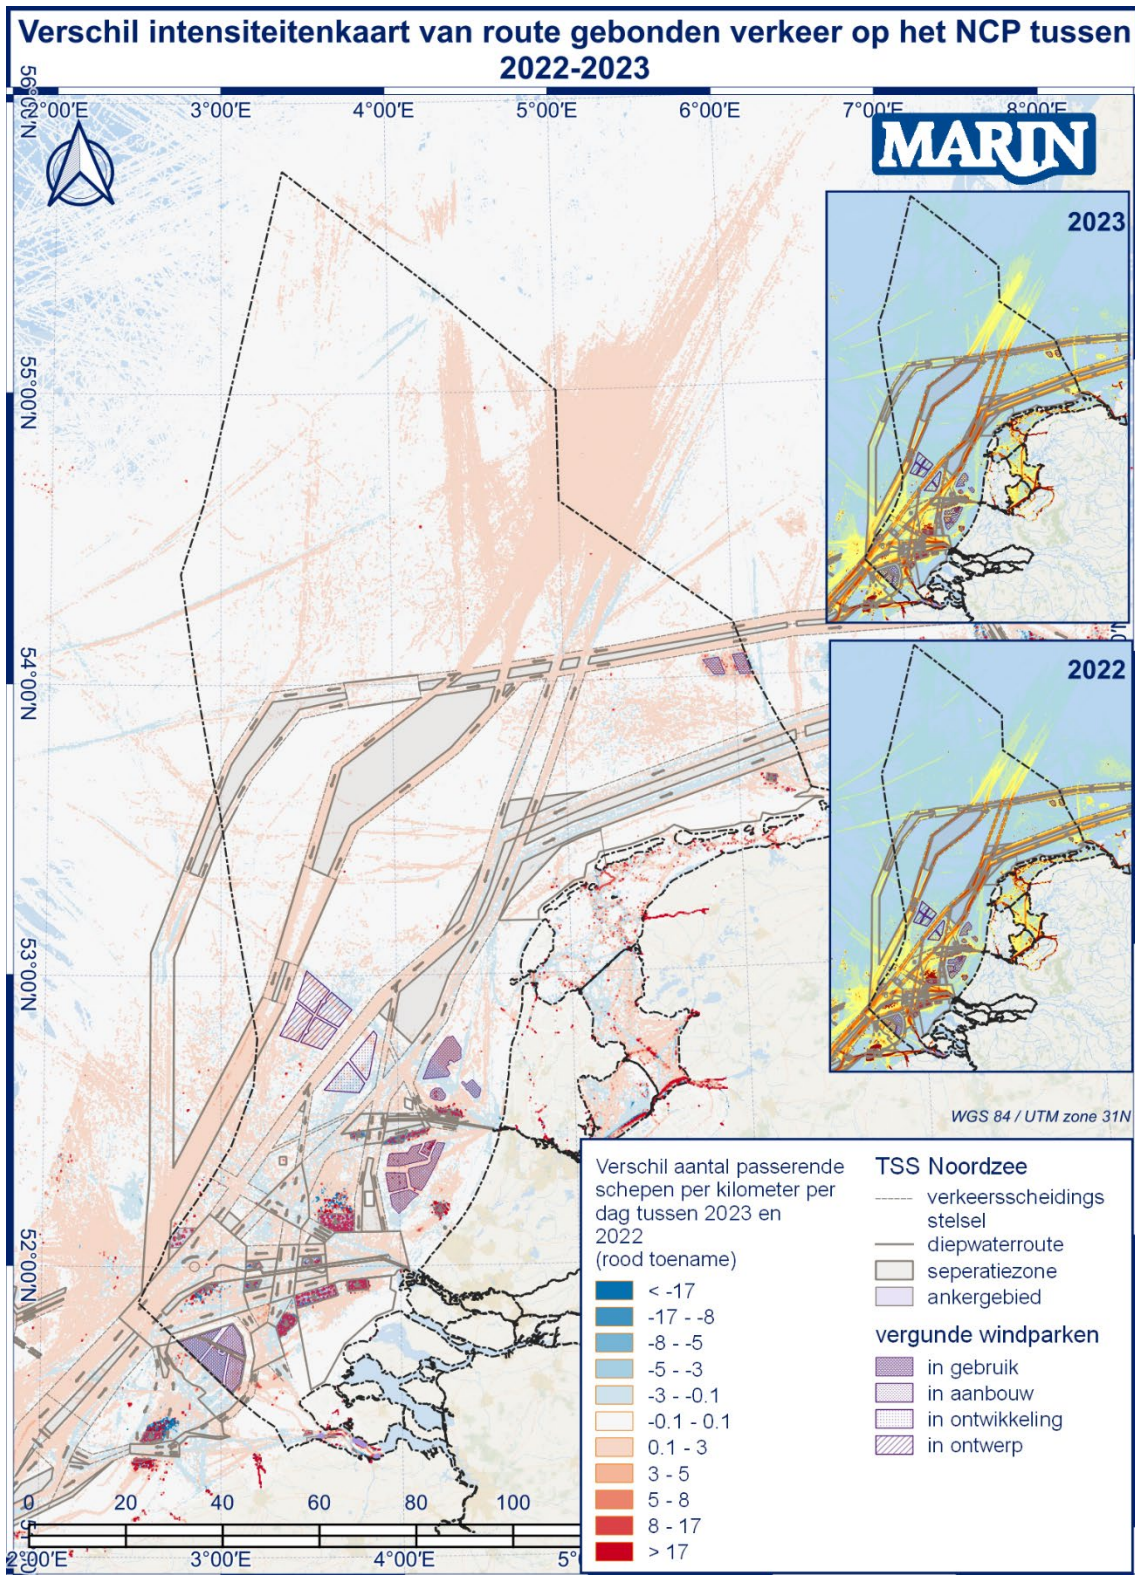 Verschil intensiteitenkaart van route gebonden verkeer op het NCP tussen
2022-2023
2°00'E 3°00'E 4°00'E 5°00'E 6°00'E 7°00'E 8°00'E
56°00'N
MARIN
2023
55°00'N
54°00'N
2022
53°00'N
WGS 84 / UTM zone 31N
52°00'N
Verschil aantal passerende
schepen per kilometer per
dag tussen 2023 en
2022
(rood toename)
< -17
-17 - -8
-8 - -5
-5 - -3
-3 - -0.1
-0.1 - 0.1
0.1 - 3
3 - 5
5 - 8
8 - 17
> 17
TSS Noordzee
verkeersscheidings
stelsel
diepwaterroute
seperatiezone
ankergebied
vergunde windparken
in gebruik
in aanbouw
in ontwikkeling
in ontwerp
0 20 40 60 80 100
2°00'E 3°00'E 4°00'E